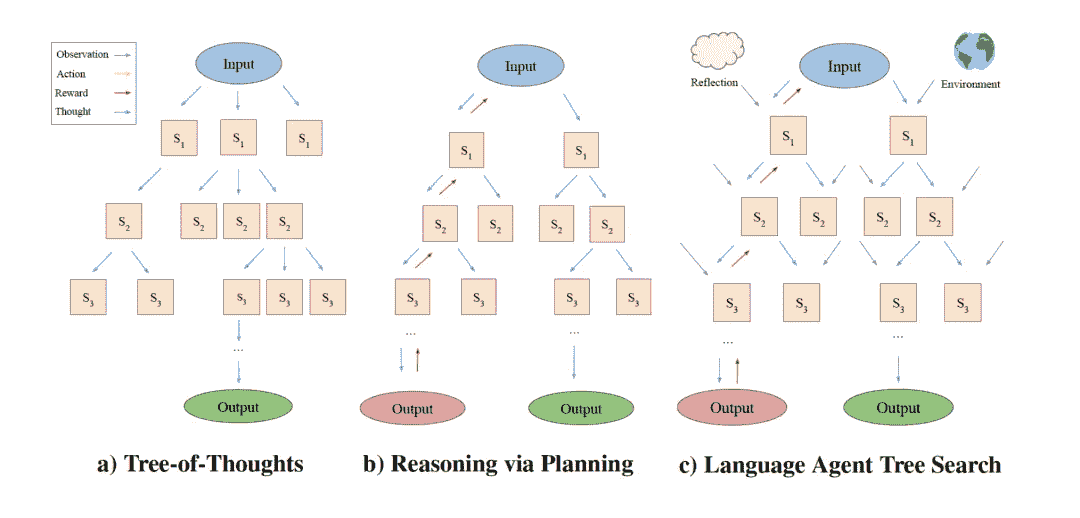 Observation
Action
Reward
Thought
Input
S1
S1
S1
S2
S2
S2
S2
S3
S3
S3
S3
S3
...
Output
a) Tree-of-Thoughts
Input
S1
S1
S2
S2
S2
S2
S3
S3
S3
S3
...
...
Output
Output
b) Reasoning via Planning
Reflection
Input
Environment
S1
S1
S2
S2
S2
S2
S3
S3
S3
S3
...
...
Output
Output
c) Language Agent Tree Search